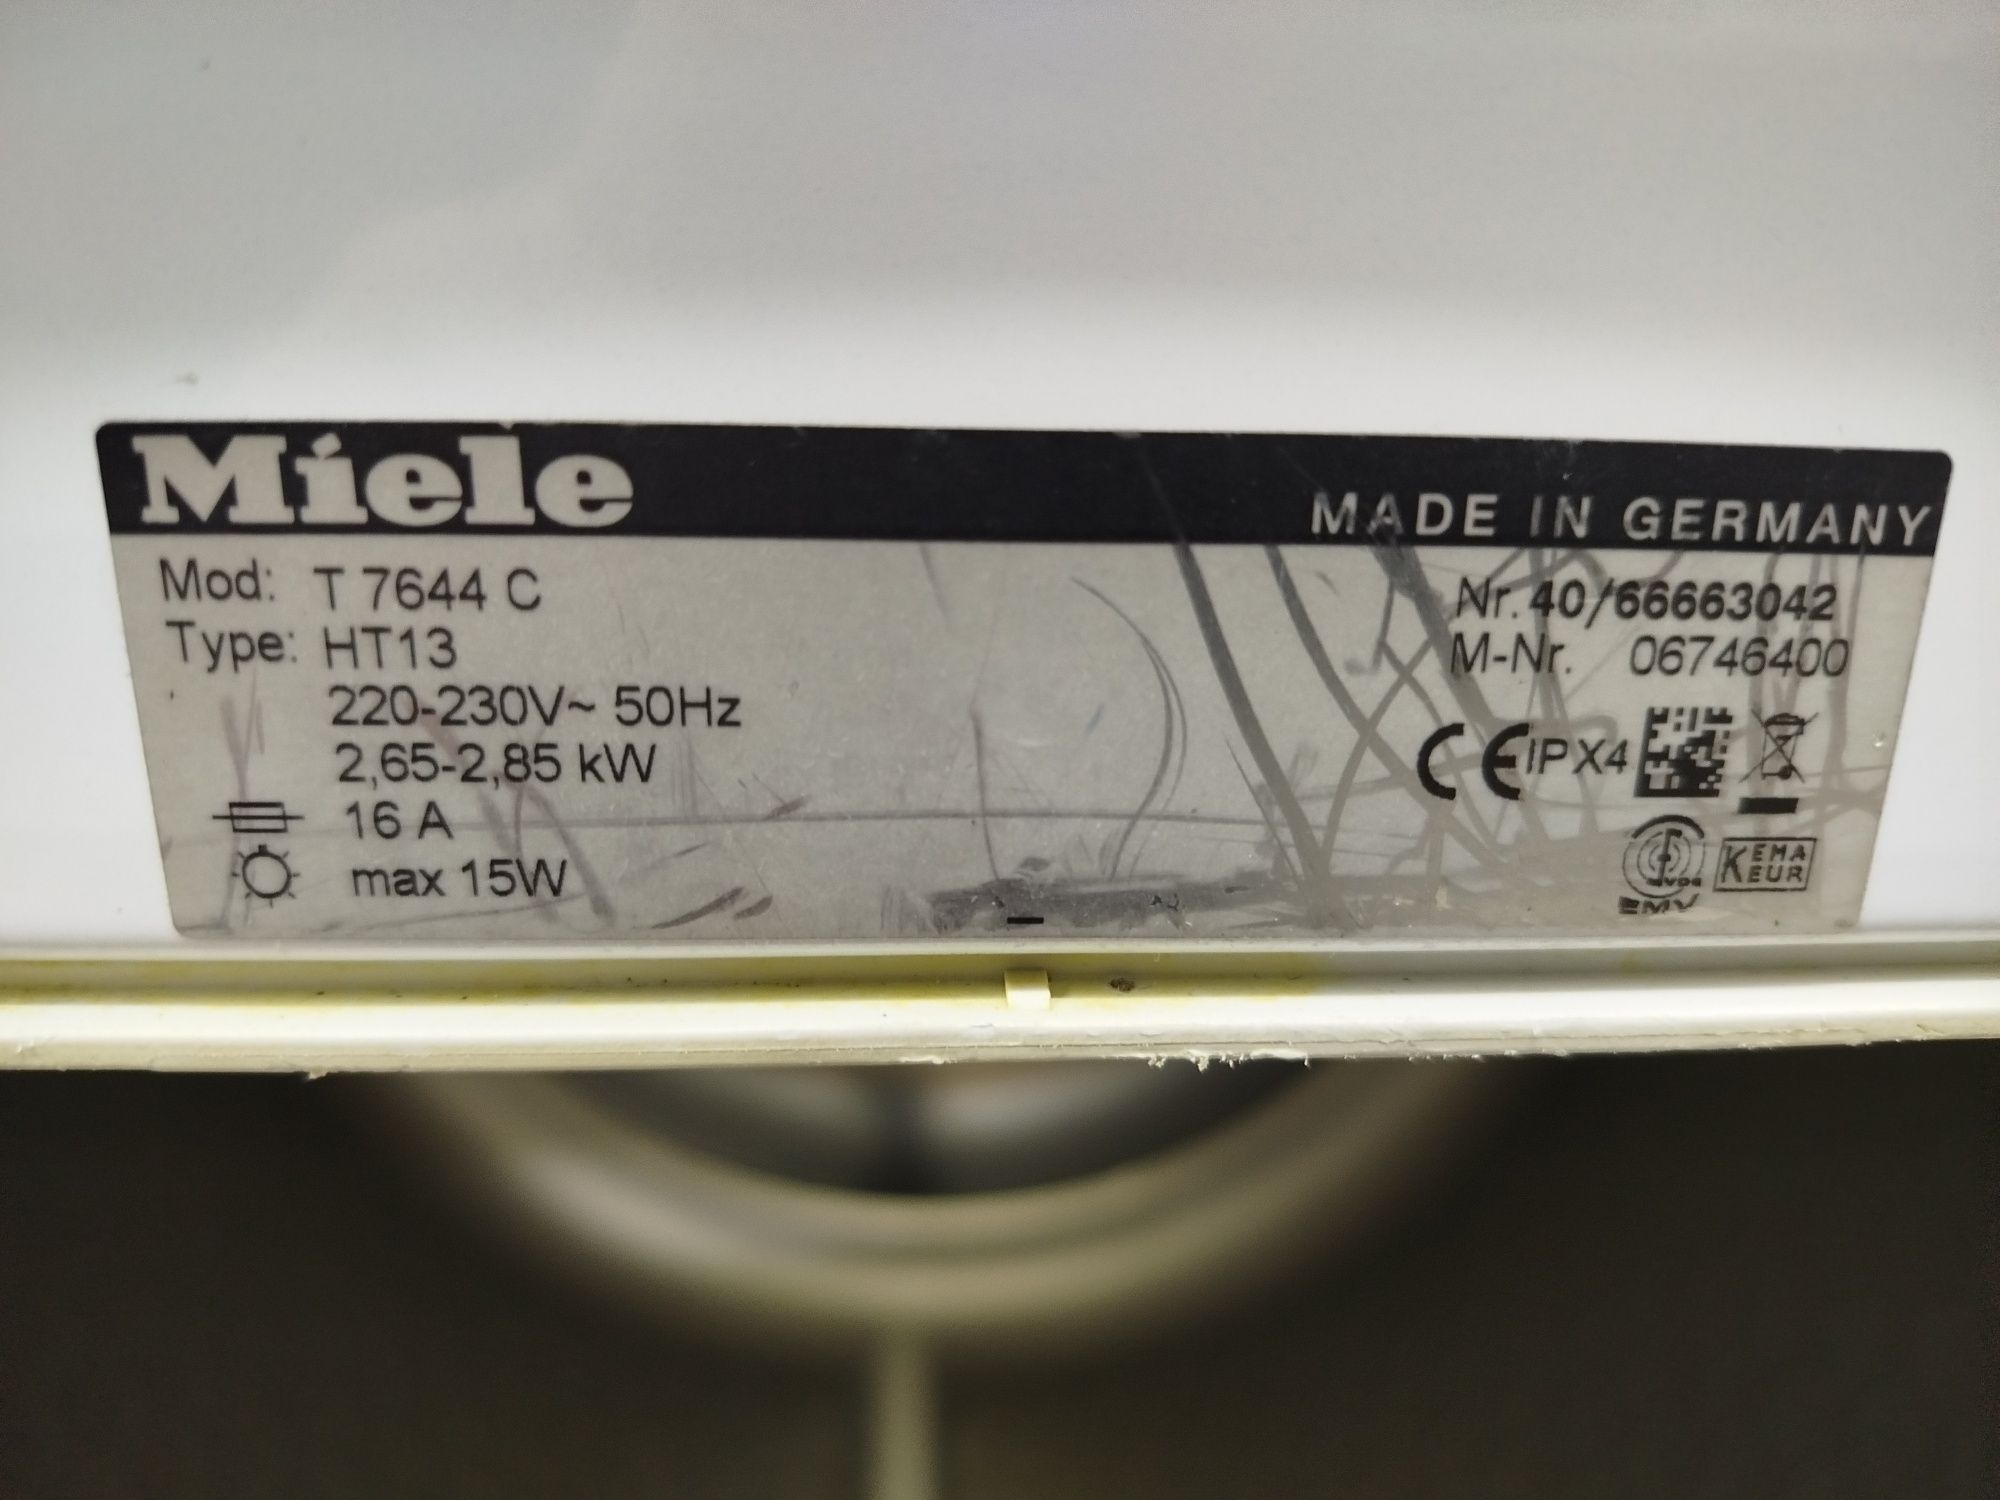 Miele
MADE IN GERMANY
Mod: T 7644 C
Type: HT13
220-230V~ 50Hz
2,65-2,85 kW
16 A
max 15W
Nr. 40/66663042
M-Nr. 06746400
CE IPX4
VDE
EMV
KEMA
KEUR